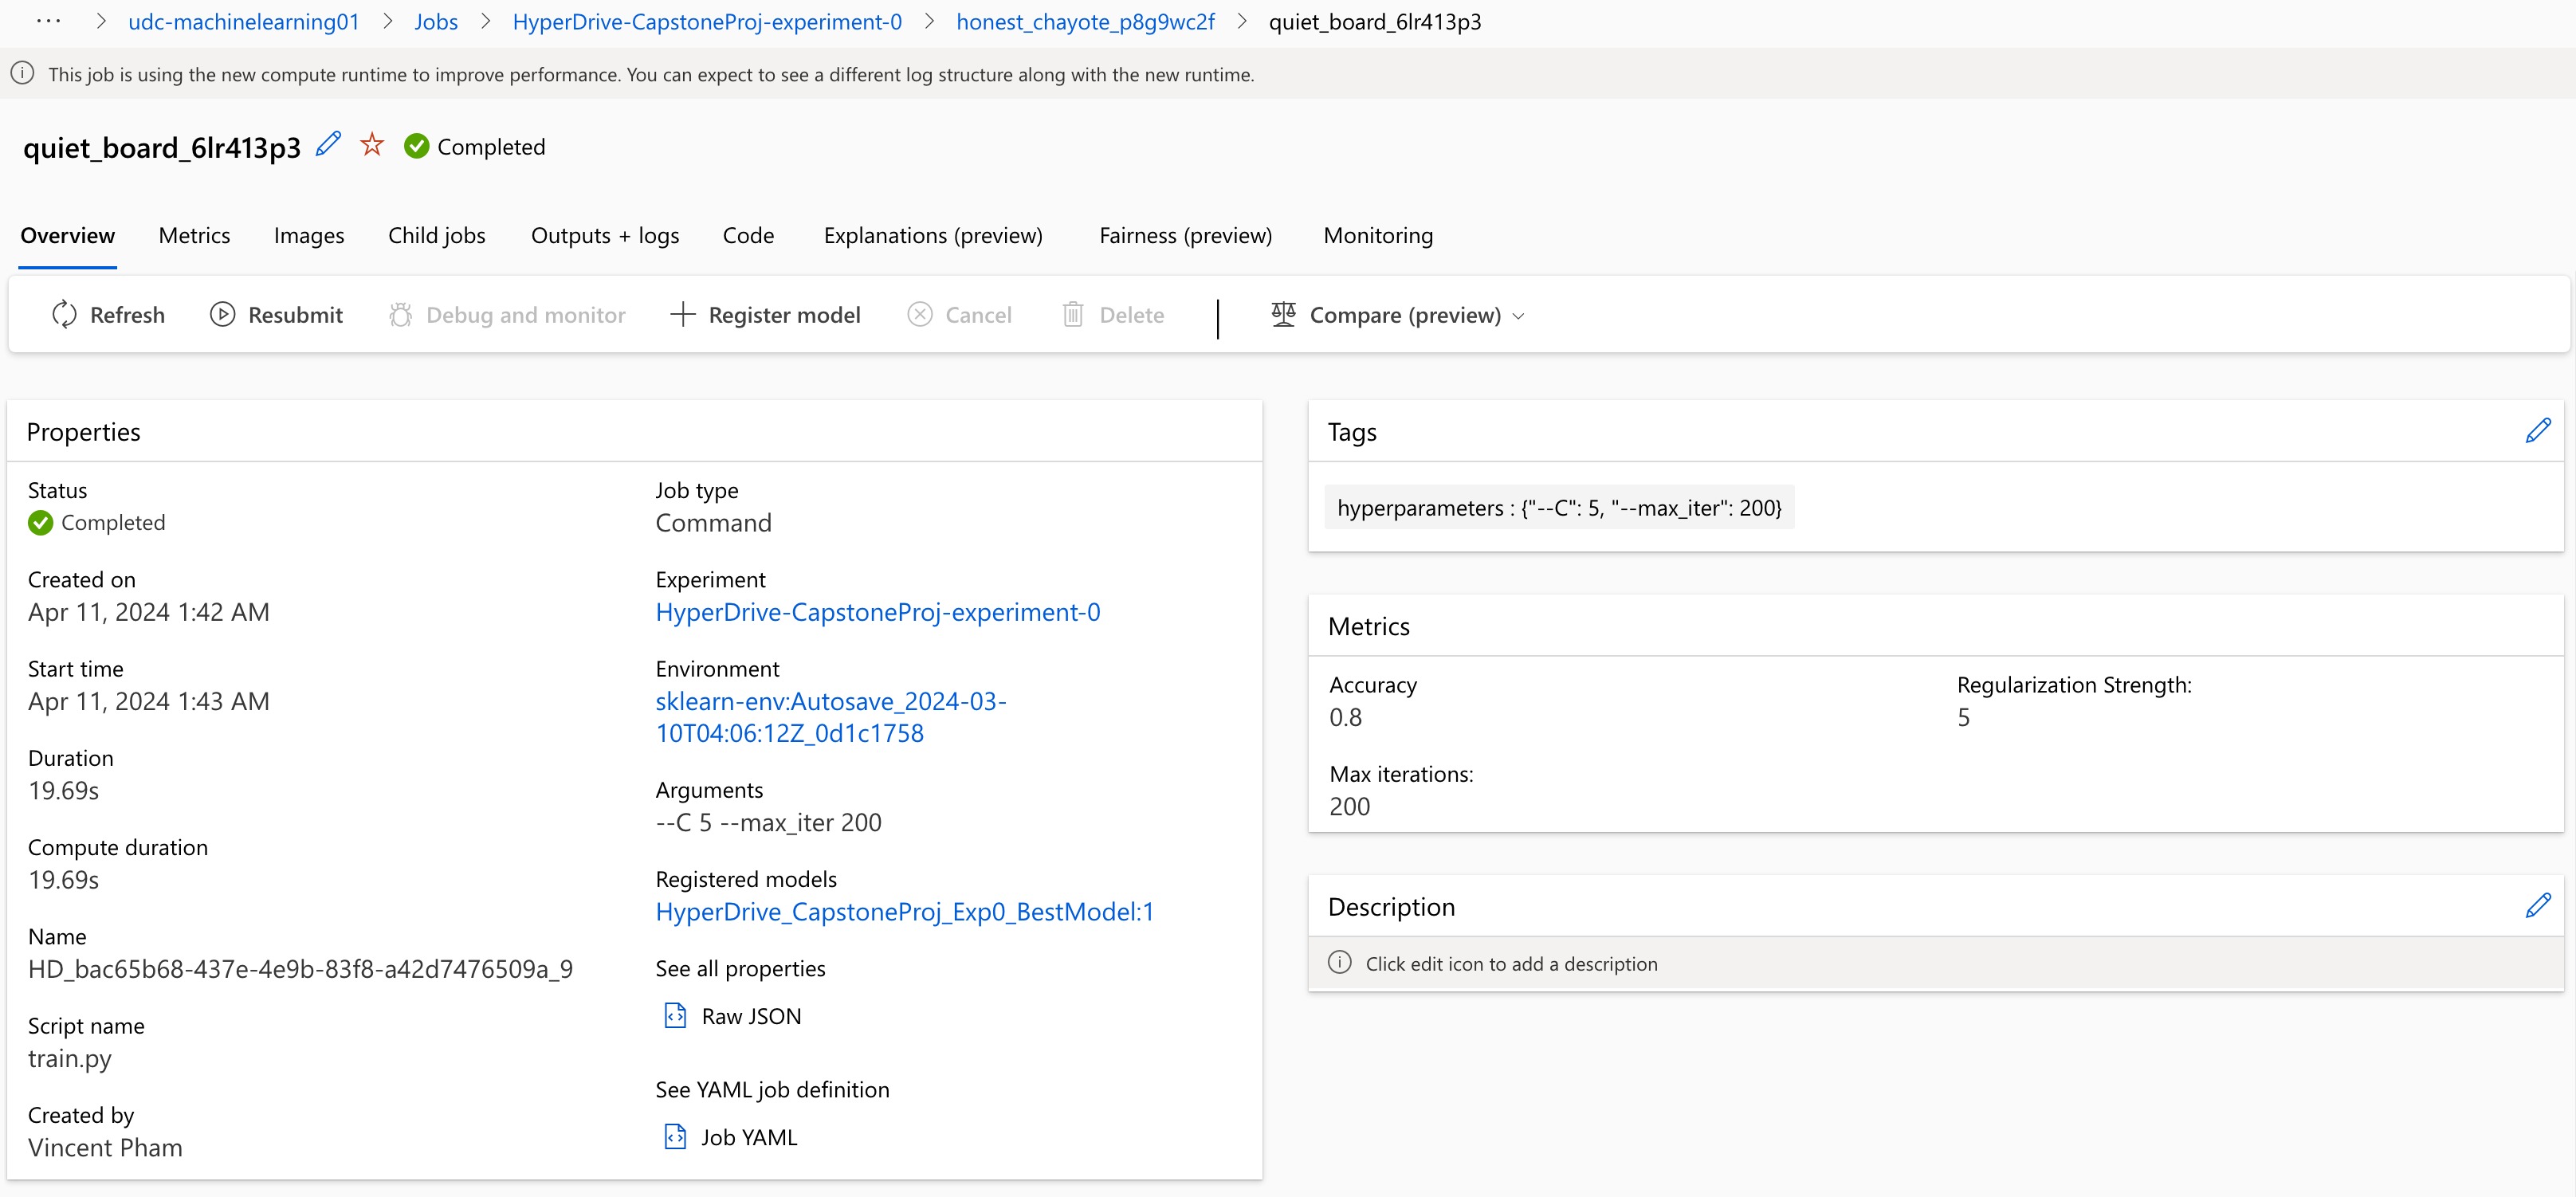 ··· > udc-machinelearning01 > Jobs > HyperDrive-CapstoneProj-experiment-0 > honest_chayote_p8g9wc2f > quiet_board_6lr413p3
This job is using the new compute runtime to improve performance. You can expect to see a different log structure along with the new runtime.
quiet_board_6lr413p3 Completed
Overview Metrics Images Child jobs Outputs + logs Code Explanations (preview) Fairness (preview) Monitoring
Refresh Resubmit Debug and monitor Register model Cancel Delete | Compare (preview)
Properties
Status
Completed
Created on
Apr 11, 2024 1:42 AM
Start time
Apr 11, 2024 1:43 AM
Duration
19.69s
Compute duration
19.69s
Name
HD_bac65b68-437e-4e9b-83f8-a42d7476509a_9
Script name
train.py
Created by
Vincent Pham
Job type
Command
Experiment
HyperDrive-CapstoneProj-experiment-0
Environment
sklearn-env:Autosave_2024-03-
10T04:06:12Z_0d1c1758
Arguments
--C 5 --max_iter 200
Registered models
HyperDrive_CapstoneProj_Exp0_BestModel:1
See all properties
Raw JSON
See YAML job definition
Job YAML
Tags
hyperparameters : {"--C": 5, "--max_iter": 200}
Metrics
Accuracy
0.8
Regularization Strength:
5
Max iterations:
200
Description
Click edit icon to add a description